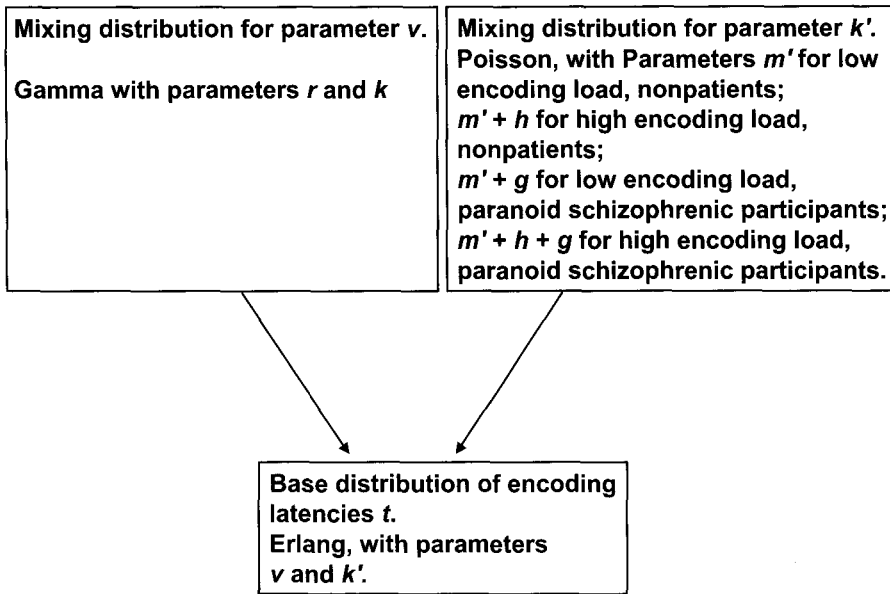 Mixing distribution for parameter v.
Gamma with parameters r and k
Mixing distribution for parameter k'.
Poisson, with Parameters m' for low
encoding load, nonpatients;
m' + h for high encoding load,
nonpatients;
m' + g for low encoding load,
paranoid schizophrenic participants;
m' + h + g for high encoding load,
paranoid schizophrenic participants.
Base distribution of encoding
latencies t.
Erlang, with parameters
v and k'.